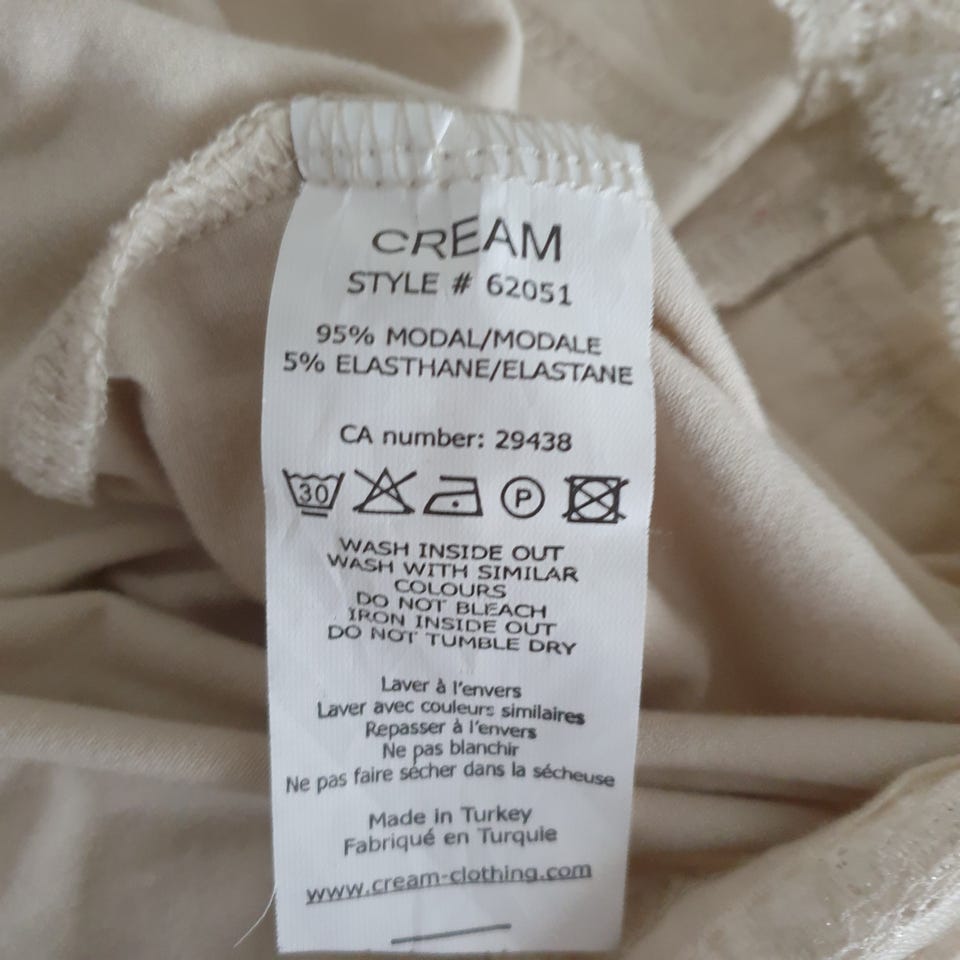 CREAM
STYLE # 62051
95% MODAL/MODALE
5% ELASTHANE/ELASTANE
CA number: 29438
30 P
WASH INSIDE OUT
WASH WITH SIMILAR
COLOURS
DO NOT BLEACH
IRON INSIDE OUT
DO NOT TUMBLE DRY
Laver à l'envers
Laver avec couleurs similaires
Repasser à l'envers
Ne pas blanchir
Ne pas faire sécher dans la sécheuse
Made in Turkey
Fabriqué en Turquie
www.cream-clothing.com